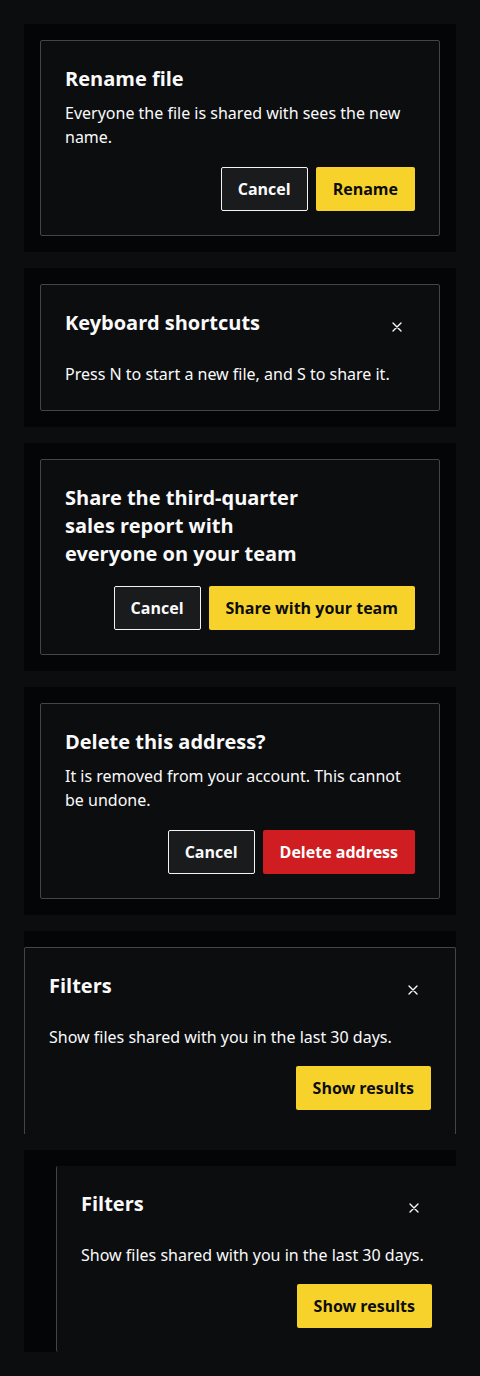 Rename file
Everyone the file is shared with sees the new
name.
Cancel Rename
Keyboard shortcuts
Press N to start a new file, and S to share it.
Share the third-quarter
sales report with
everyone on your team
Cancel Share with your team
Delete this address?
It is removed from your account. This cannot
be undone.
Cancel Delete address
Filters
Show files shared with you in the last 30 days.
Show results
Filters
Show files shared with you in the last 30 days.
Show results